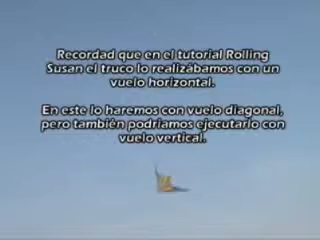 Recordad que en el tutorial Rolling
Susan el truco lo realizábamos con un
vuelo horizontal.
En este lo haremos con vuelo diagonal,
pero también podríamos ejecutarlo con
vuelo vertical.